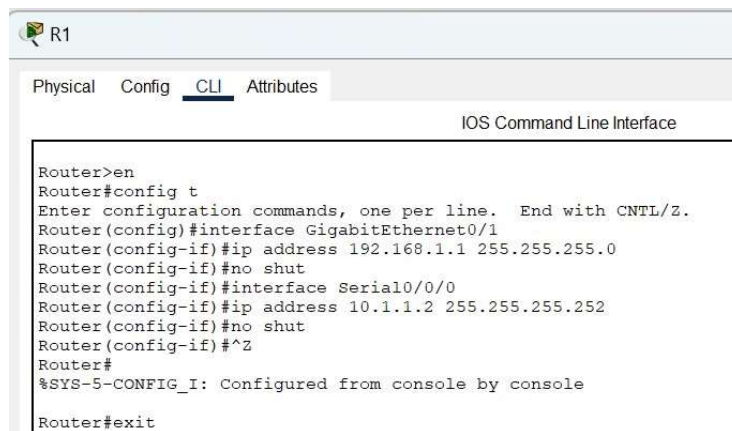 R1
Physical Config CLI Attributes
IOS Command Line Interface
Router>en
Router#config t
Enter configuration commands, one per line.  End with CNTL/Z.
Router(config)#interface GigabitEthernet0/1
Router(config-if)#ip address 192.168.1.1 255.255.255.0
Router(config-if)#no shut
Router(config-if)#interface Serial0/0/0
Router(config-if)#ip address 10.1.1.2 255.255.255.252
Router(config-if)#no shut
Router(config-if)#^Z
Router#
%SYS-5-CONFIG_I: Configured from console by console
Router#exit